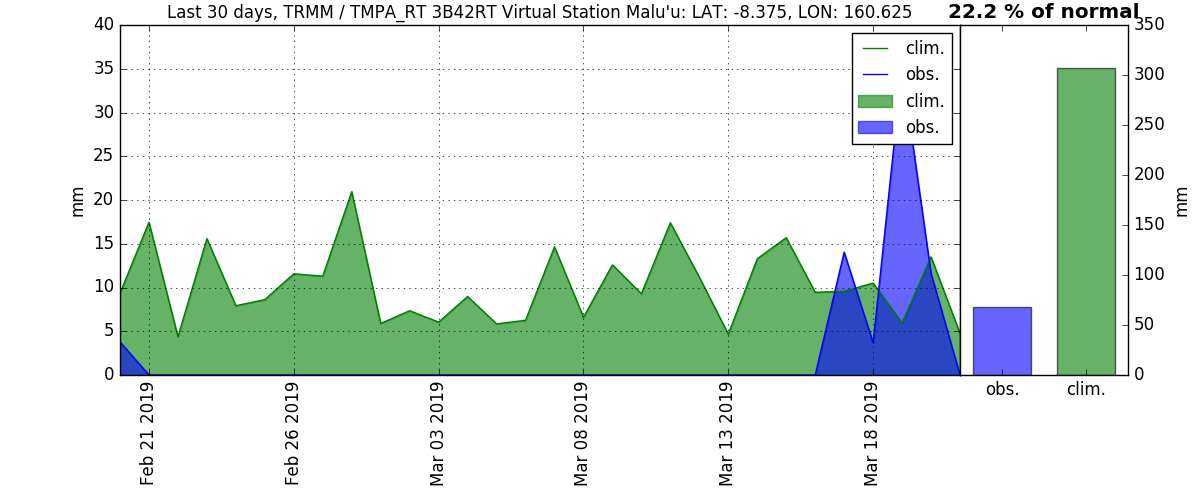 Last 30 days, TRMM / TMPA_RT 3B42RT Virtual Station Malu'u: LAT: -8.375, LON: 160.625
22.2 % of normal
clim.
obs.
clim.
obs.
40
35
30
25
20
15
10
5
0
mm
Feb 21 2019
Feb 26 2019
Mar 03 2019
Mar 08 2019
Mar 13 2019
Mar 18 2019
350
300
250
200
150
100
50
0
mm
obs.
clim.